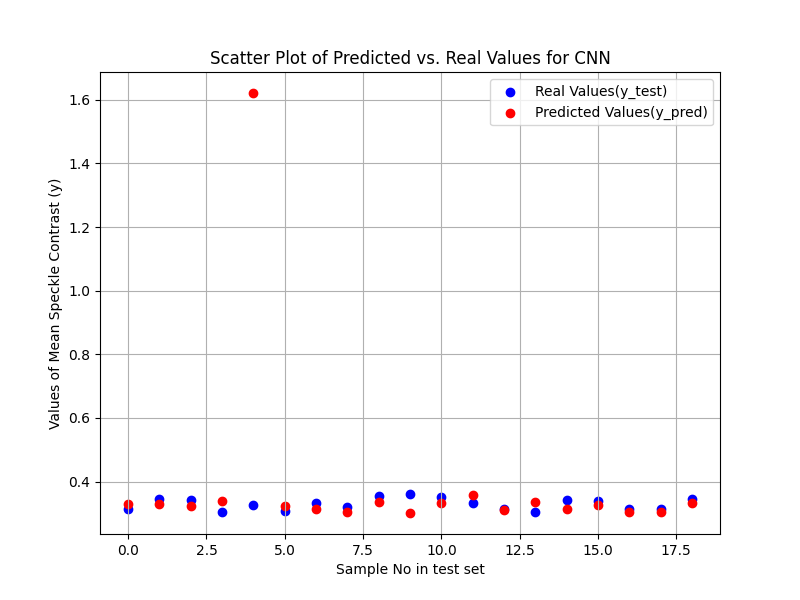 Scatter Plot of Predicted vs. Real Values for CNN
Real Values(y_test)
Predicted Values(y_pred)
Values of Mean Speckle Contrast (y)
1.6
1.4
1.2
1.0
0.8
0.6
0.4
0.0 2.5 5.0 7.5 10.0 12.5 15.0 17.5
Sample No in test set